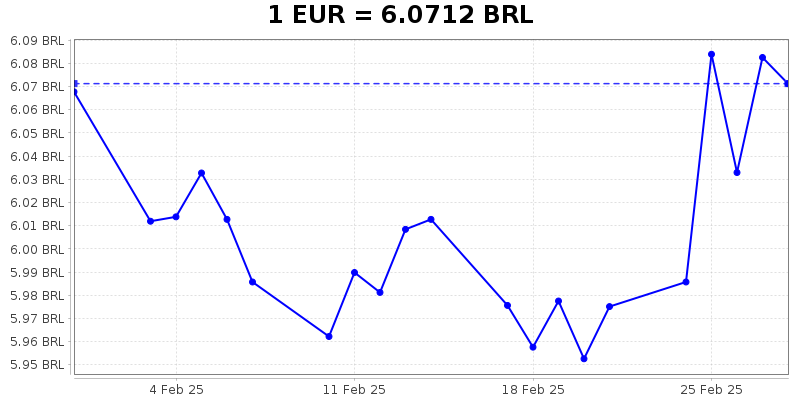 1 EUR = 6.0712 BRL
6.09 BRL
6.08 BRL
6.07 BRL
6.06 BRL
6.05 BRL
6.04 BRL
6.03 BRL
6.02 BRL
6.01 BRL
6.00 BRL
5.99 BRL
5.98 BRL
5.97 BRL
5.96 BRL
5.95 BRL
4 Feb 25
11 Feb 25
18 Feb 25
25 Feb 25